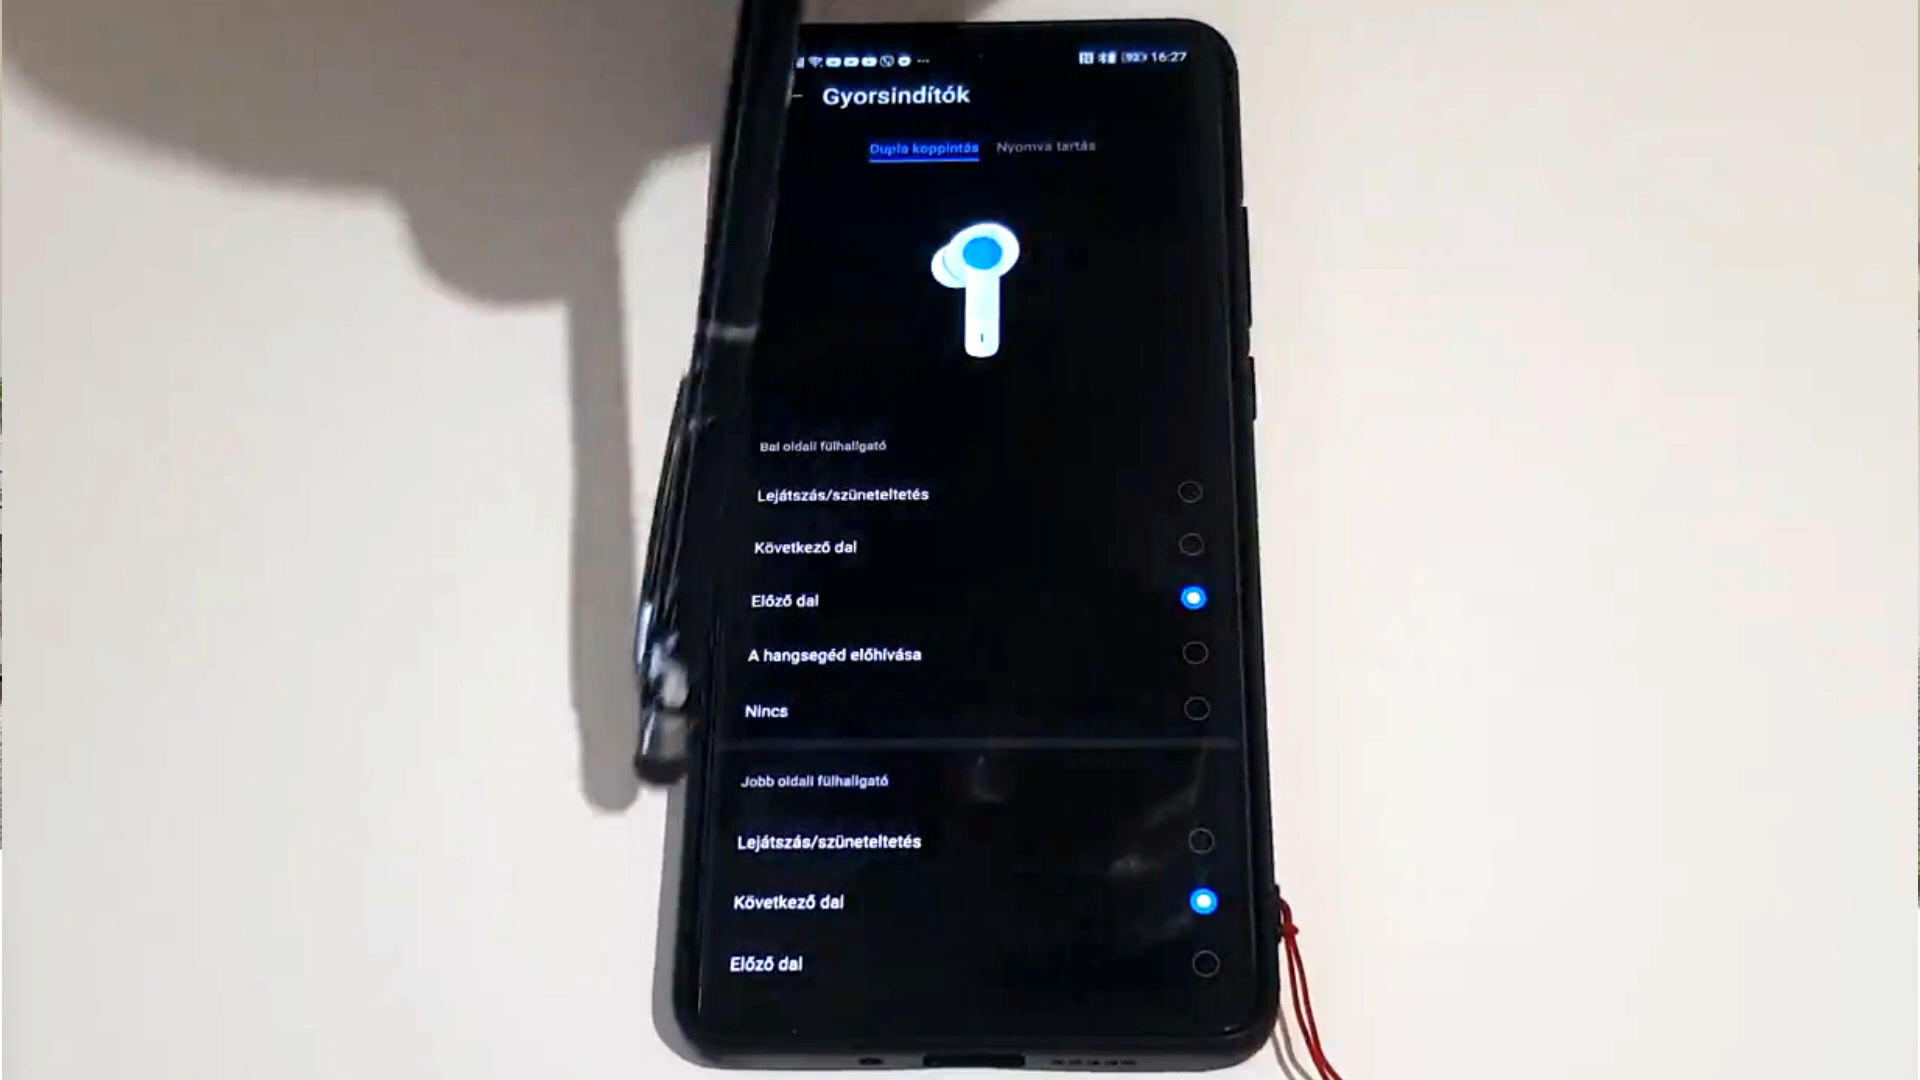 16:27
Gyorsindítók
Dupla koppintás Nyomva tartás
Bal oldali fülhallgató
Lejátszás/szüneteltetés
Következő dal
Előző dal
A hangsegéd előhívása
Nincs
Jobb oldali fülhallgató
Lejátszás/szüneteltetés
Következő dal
Előző dal